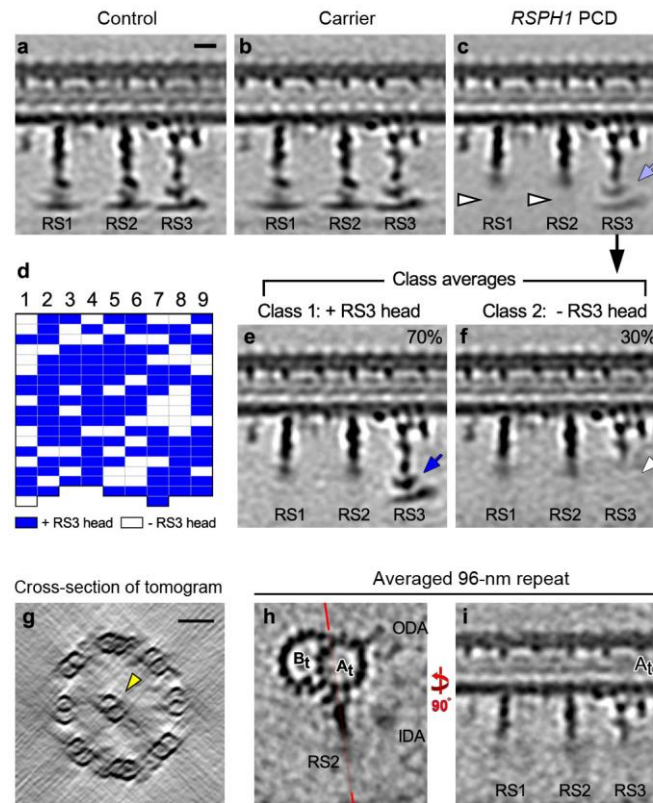 Control
Carrier
RSPH1 PCD
a
b
c
RS1 RS2 RS3
RS1 RS2 RS3
RS1 RS2 RS3
d
1 2 3 4 5 6 7 8 9
+ RS3 head - RS3 head
Class averages
Class 1: + RS3 head
Class 2: - RS3 head
e 70%
f 30%
RS1 RS2 RS3
RS1 RS2 RS3
Cross-section of tomogram
Averaged 96-nm repeat
g
h
ODA
Bt At
IDA
RS2
90°
i
At
RS1 RS2 RS3